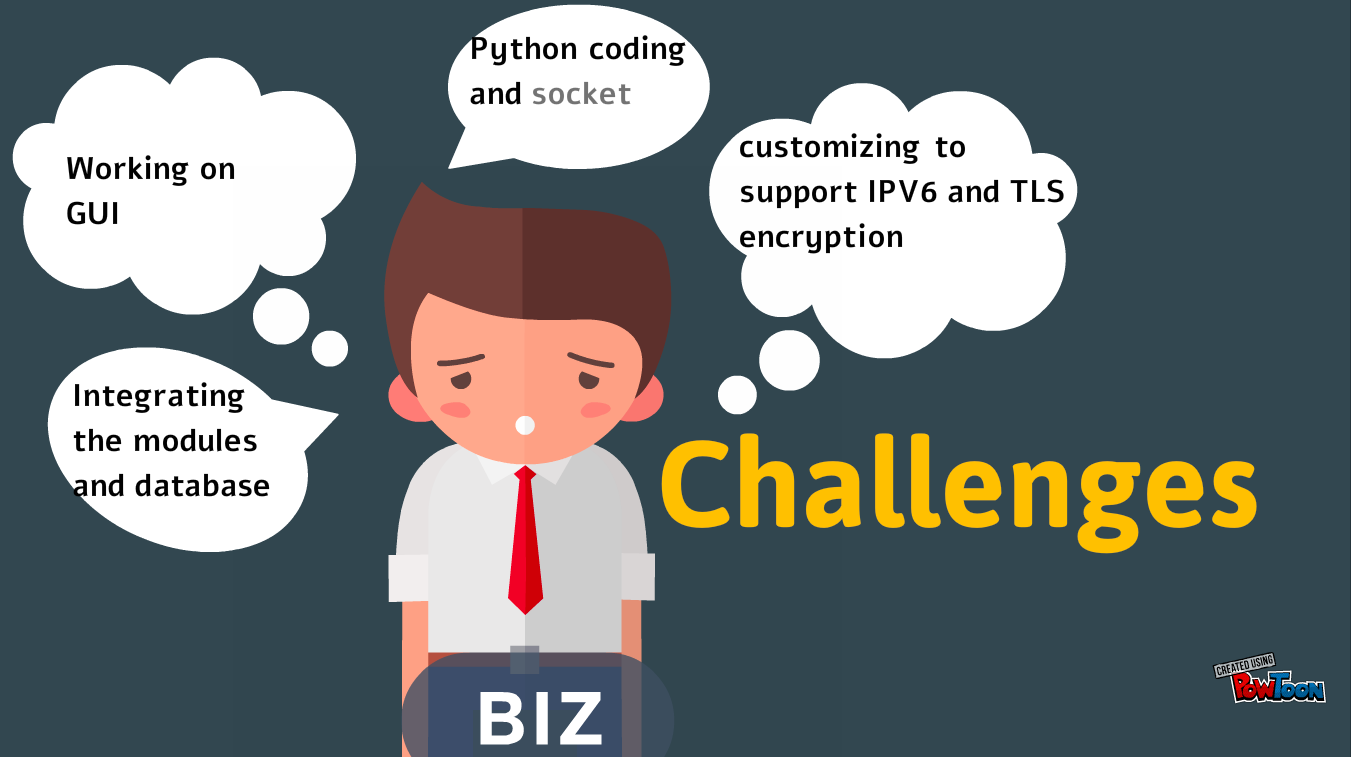 Python coding
and socket
Working on
GUI
customizing to
support IPV6 and TLS
encryption
Integrating
the modules
and database
Challenges
CREATED USING
POWTOON
BIZ